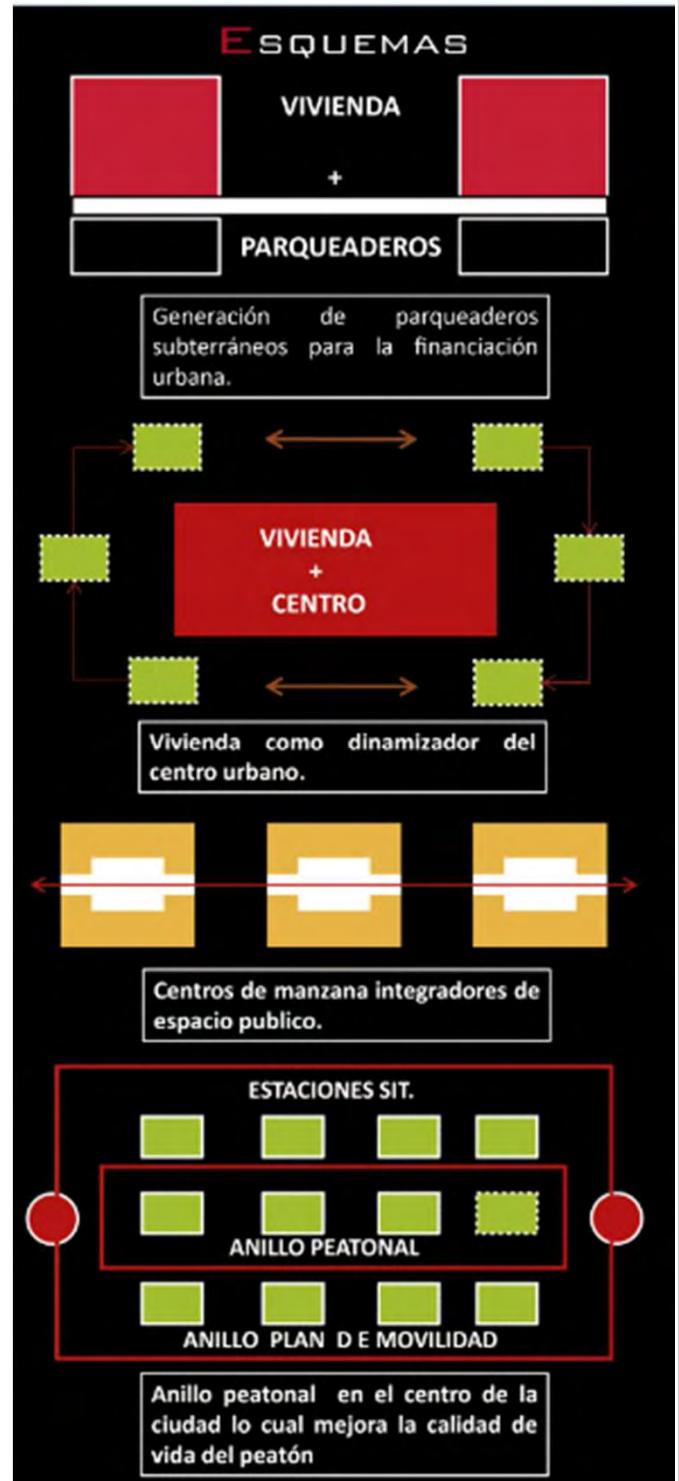 ESQUEMAS
VIVIENDA
+
PARQUEADEROS
Generación de parqueaderos
subterráneos para la financiación
urbana.
VIVIENDA
+
CENTRO
Vivienda como dinamizador del
centro urbano.
Centros de manzana integradores de
espacio publico.
ESTACIONES SIT.
ANILLO PEATONAL
ANILLO PLAN D E MOVILIDAD
Anillo peatonal en el centro de la
ciudad lo cual mejora la calidad de
vida del peatón